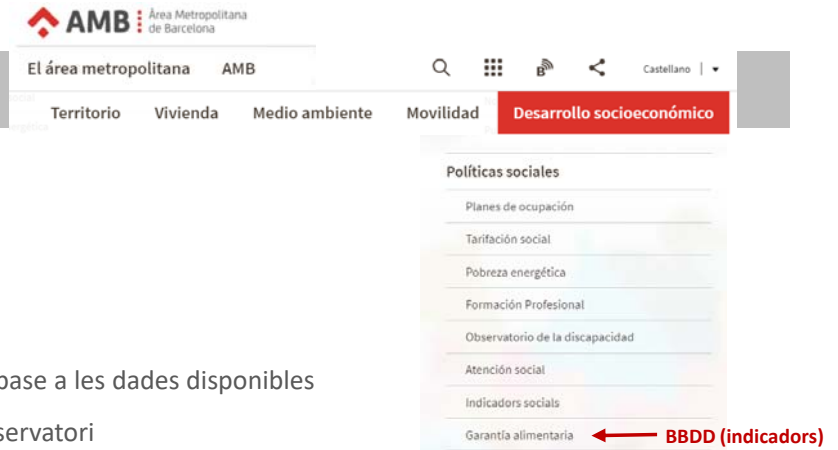 AMB Àrea Metropolitana
de Barcelona
El área metropolitana AMB
Castellano
Territorio Vivienda Medio ambiente Movilidad Desarrollo socioeconómico
Políticas sociales
Planes de ocupación
Tarifación social
Pobreza energética
Formación Profesional
Observatorio de la discapacidad
Atención social
base a les dades disponibles
Indicadors socials
servatori
Garantía alimentaria BBDD (indicadors)